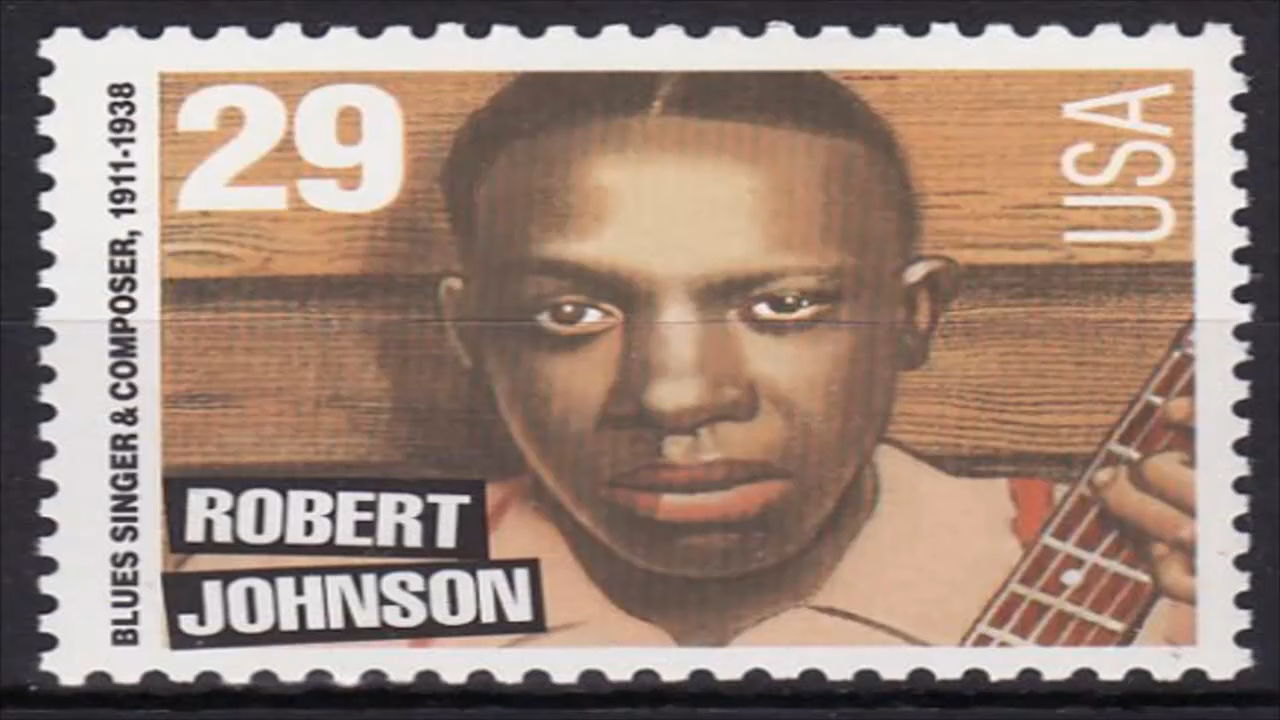 BLUES SINGER & COMPOSER, 1911-1938
29
USA
ROBERT
JOHNSON